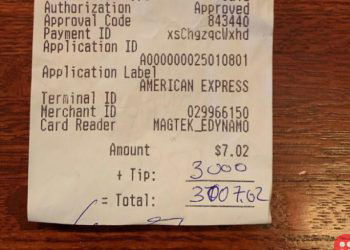 Authorization Approved
Approval Code 843440
Payment ID xsChgzqcUxhd
Application ID
A000000025010801
Application Label
AMERICAN EXPRESS
Terminal ID
Merchant ID 029966150
Card Reader MAGTEK_EDYNAMO
Amount $7.02
+ Tip: 3000
= Total: 3007.02